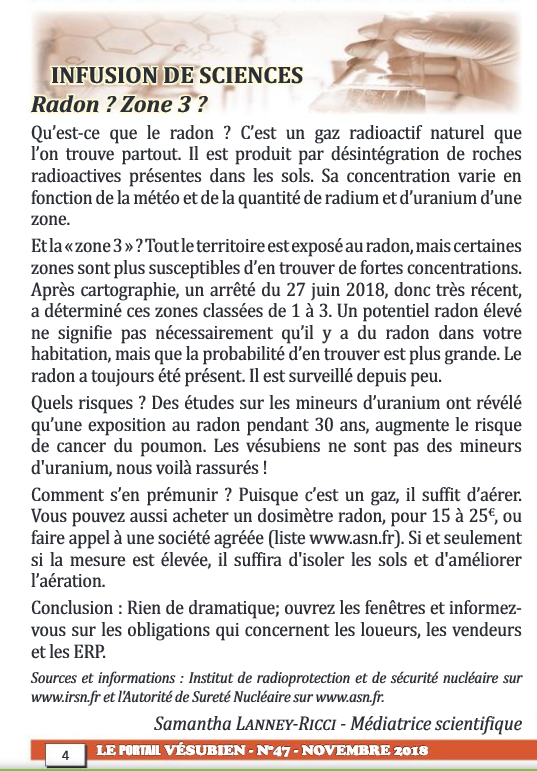 INFUSION DE SCIENCES
Radon ? Zone 3 ?
Qu'est-ce que le radon ? C'est un gaz radioactif naturel que
l'on trouve partout. Il est produit par désintégration de roches
radioactives présentes dans les sols. Sa concentration varie en
fonction de la météo et de la quantité de radium et d'uranium d'une
zone.
Et la « zone 3 » ? Tout le territoire est exposé au radon, mais certaines
zones sont plus susceptibles d'en trouver de fortes concentrations.
Après cartographie, un arrêté du 27 juin 2018, donc très récent,
a déterminé ces zones classées de 1 à 3. Un potentiel radon élevé
ne signifie pas nécessairement qu'il y a du radon dans votre
habitation, mais que la probabilité d'en trouver est plus grande. Le
radon a toujours été présent. Il est surveillé depuis peu.
Quels risques ? Des études sur les mineurs d'uranium ont révélé
qu'une exposition au radon pendant 30 ans, augmente le risque
de cancer du poumon. Les vésubiens ne sont pas des mineurs
d'uranium, nous voilà rassurés !
Comment s'en prémunir ? Puisque c'est un gaz, il suffit d'aérer.
Vous pouvez aussi acheter un dosimètre radon, pour 15 à 25€, ou
faire appel à une société agréée (liste www.asn.fr). Si et seulement
si la mesure est élevée, il suffira d'isoler les sols et d'améliorer
l'aération.
Conclusion : Rien de dramatique; ouvrez les fenêtres et informez-
vous sur les obligations qui concernent les loueurs, les vendeurs
et les ERP.
Sources et informations : Institut de radioprotection et de sécurité nucléaire sur
www.irsn.fr et l'Autorité de Sureté Nucléaire sur www.asn.fr.
Samantha LANNEY-RICCI - Médiatrice scientifique
4 LE PORTAIL VÉSUBIEN - N°47 - NOVEMBRE 2018